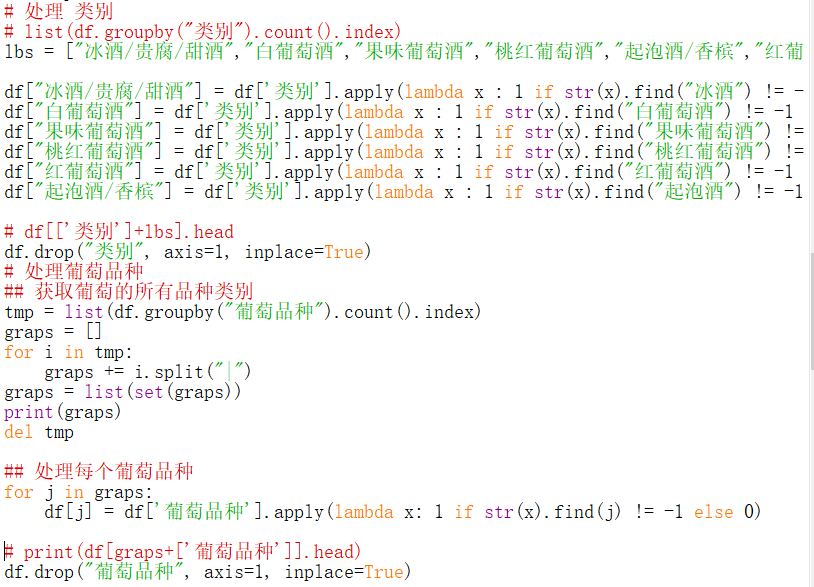 # 处理 类别
# list(df.groupby("类别").count().index)
lbs = ["冰酒/贵腐/甜酒","白葡萄酒","果味葡萄酒","桃红葡萄酒","起泡酒/香槟","红葡
df["冰酒/贵腐/甜酒"] = df['类别'].apply(lambda x : 1 if str(x).find("冰酒") != -
df["白葡萄酒"] = df['类别'].apply(lambda x : 1 if str(x).find("白葡萄酒") != -1
df["果味葡萄酒"] = df['类别'].apply(lambda x : 1 if str(x).find("果味葡萄酒") !=
df["桃红葡萄酒"] = df['类别'].apply(lambda x : 1 if str(x).find("桃红葡萄酒") !=
df["红葡萄酒"] = df['类别'].apply(lambda x : 1 if str(x).find("红葡萄酒") != -1
df["起泡酒/香槟"] = df['类别'].apply(lambda x : 1 if str(x).find("起泡酒") != -1
# df[['类别']+lbs].head
df.drop("类别", axis=1, inplace=True)
# 处理葡萄品种
## 获取葡萄的所有品种类别
tmp = list(df.groupby("葡萄品种").count().index)
graps = []
for i in tmp:
    graps += i.split("|")
graps = list(set(graps))
print(graps)
del tmp
## 处理每个葡萄品种
for j in graps:
    df[j] = df['葡萄品种'].apply(lambda x: 1 if str(x).find(j) != -1 else 0)
# print(df[graps+['葡萄品种']].head)
df.drop("葡萄品种", axis=1, inplace=True)